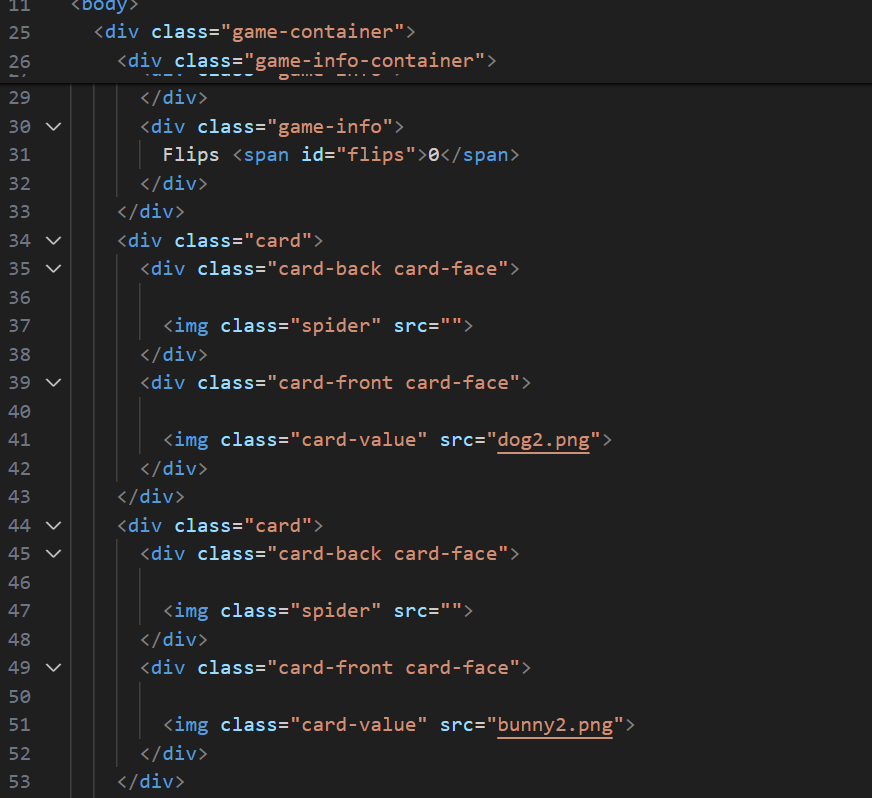 11 <body>
25 <div class="game-container">
26 <div class="game-info-container">
27 <div class="game-info">
29 </div>
30 <div class="game-info">
31 Flips <span id="flips">0</span>
32 </div>
33 </div>
34 <div class="card">
35 <div class="card-back card-face">
36
37 <img class="spider" src="">
38 </div>
39 <div class="card-front card-face">
40
41 <img class="card-value" src="dog2.png">
42 </div>
43 </div>
44 <div class="card">
45 <div class="card-back card-face">
46
47 <img class="spider" src="">
48 </div>
49 <div class="card-front card-face">
50
51 <img class="card-value" src="bunny2.png">
52 </div>
53 </div>